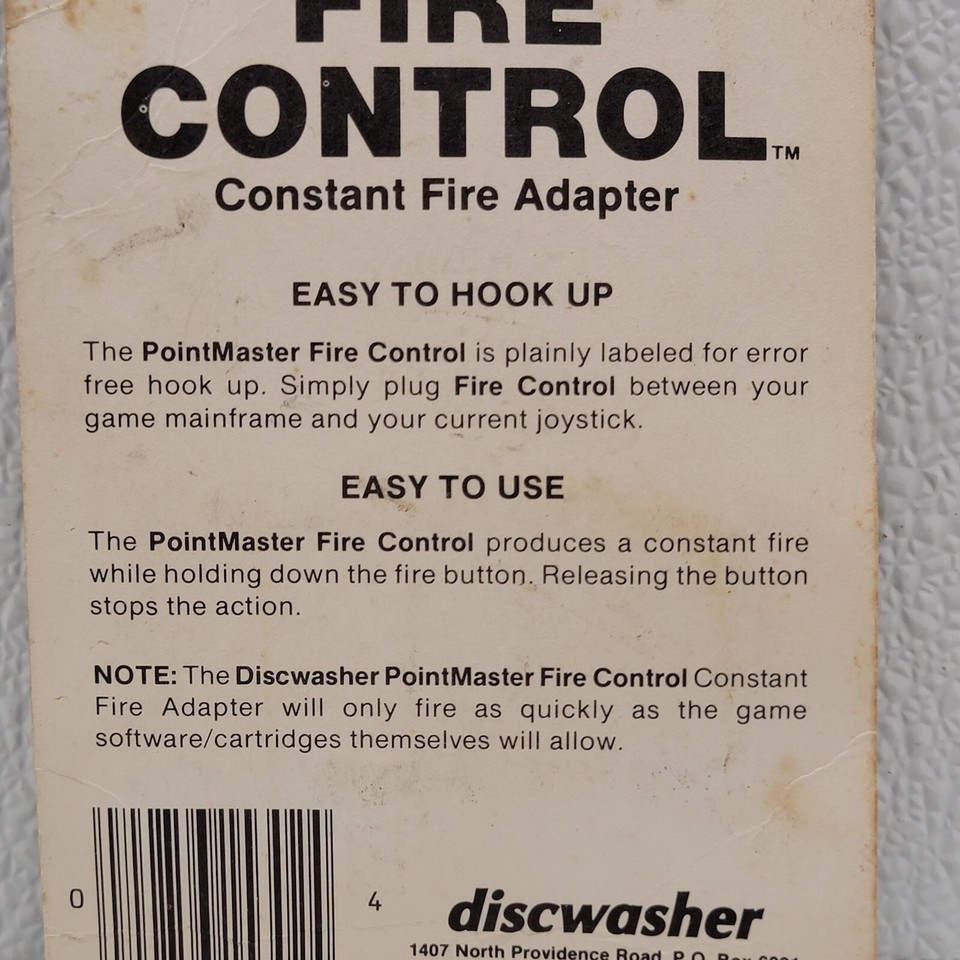 FIRE
CONTROL™
Constant Fire Adapter
EASY TO HOOK UP
The PointMaster Fire Control is plainly labeled for error
free hook up. Simply plug Fire Control between your
game mainframe and your current joystick.
EASY TO USE
The PointMaster Fire Control produces a constant fire
while holding down the fire button. Releasing the button
stops the action.
NOTE: The Discwasher PointMaster Fire Control Constant
Fire Adapter will only fire as quickly as the game
software/cartridges themselves will allow.
0 4
discwasher
1407 North Providence Road, P.O. Box